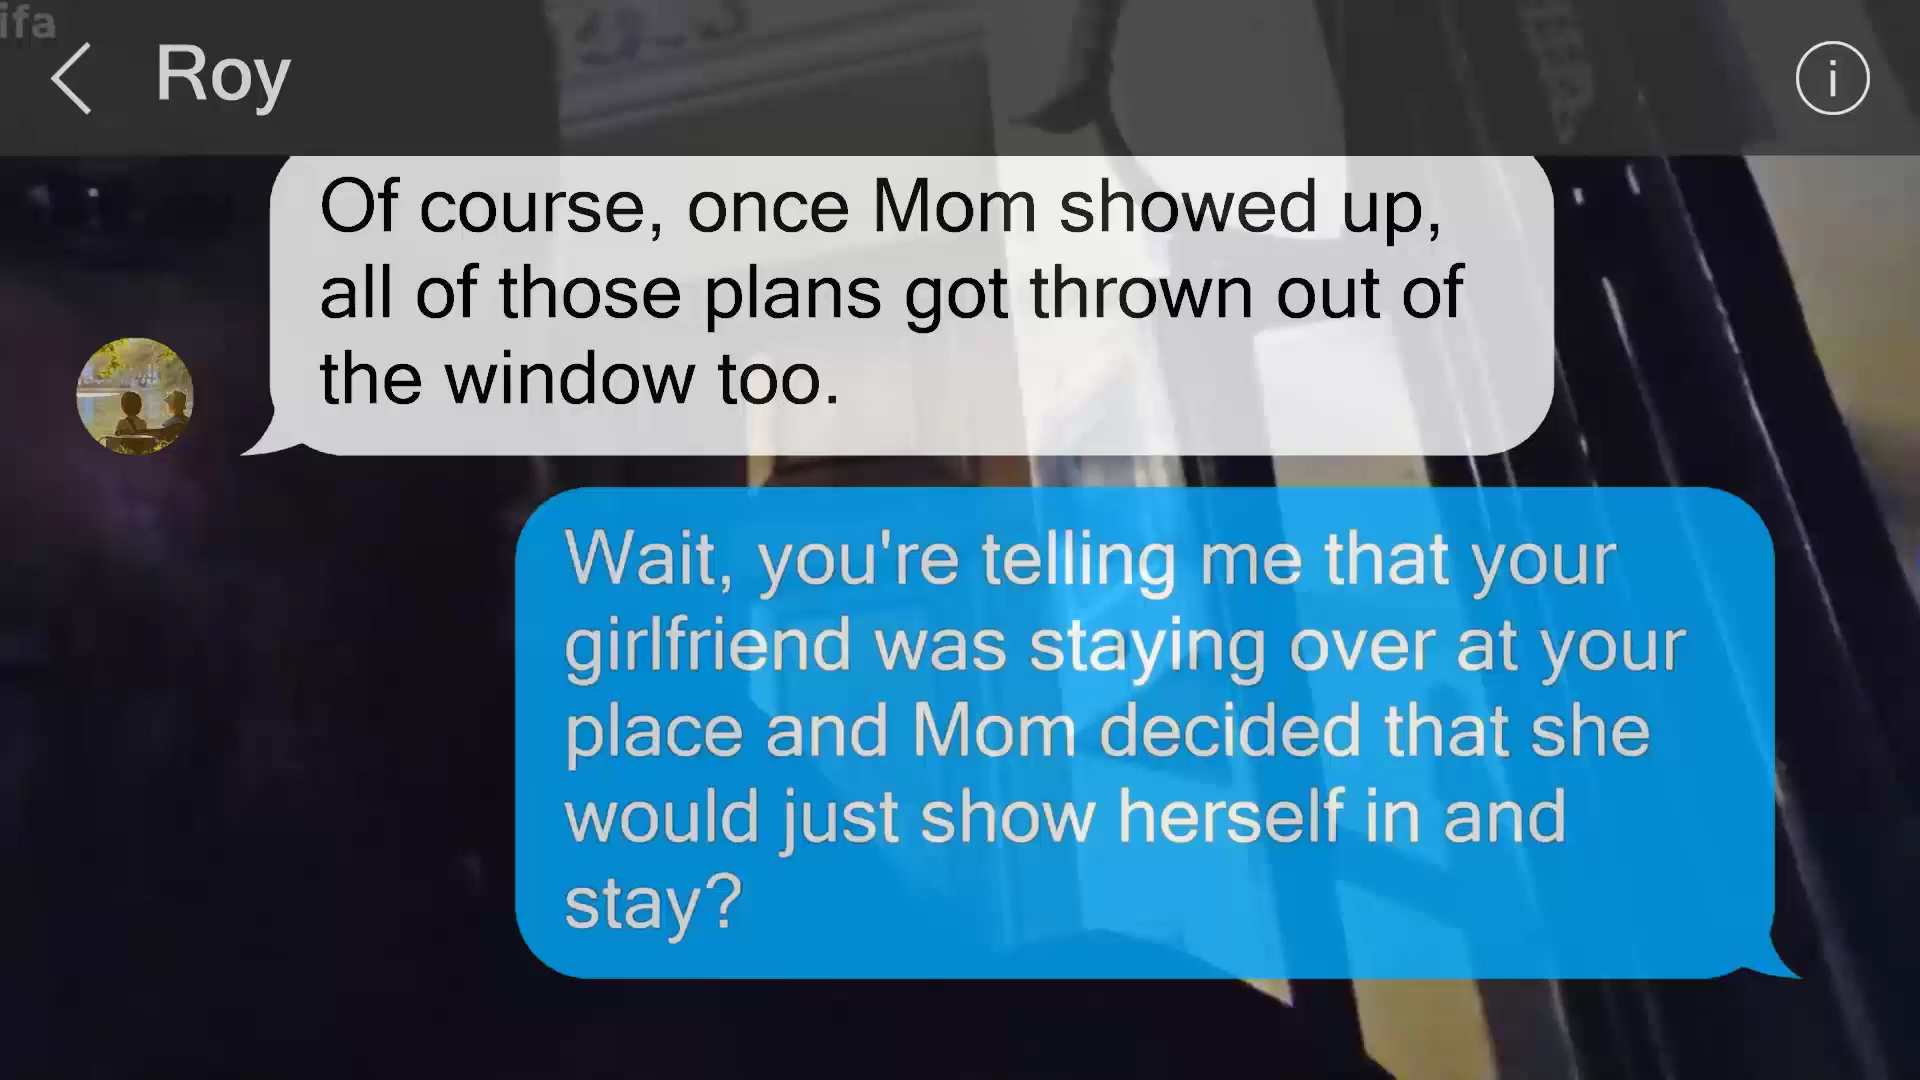 ifa
Roy
Of course, once Mom showed up,
all of those plans got thrown out of
the window too.
Wait, you're telling me that your
girlfriend was staying over at your
place and Mom decided that she
would just show herself in and
stay?